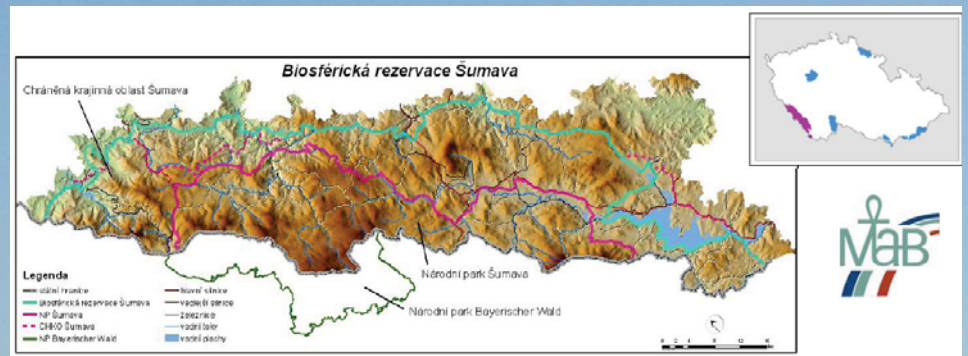 Biosférická rezervace Šumava
Chráněná krajinná oblast Šumava
Národní park Šumava
Národní park Bayerischer Wald
Legenda
státní hranice
Biosférická rezervace Šumava
NP Šumava
CHKO Šumava
NP Bayerischer Wald
hlavní silnice
vedlejší silnice
železnice
vodní toky
vodní plochy
MaB